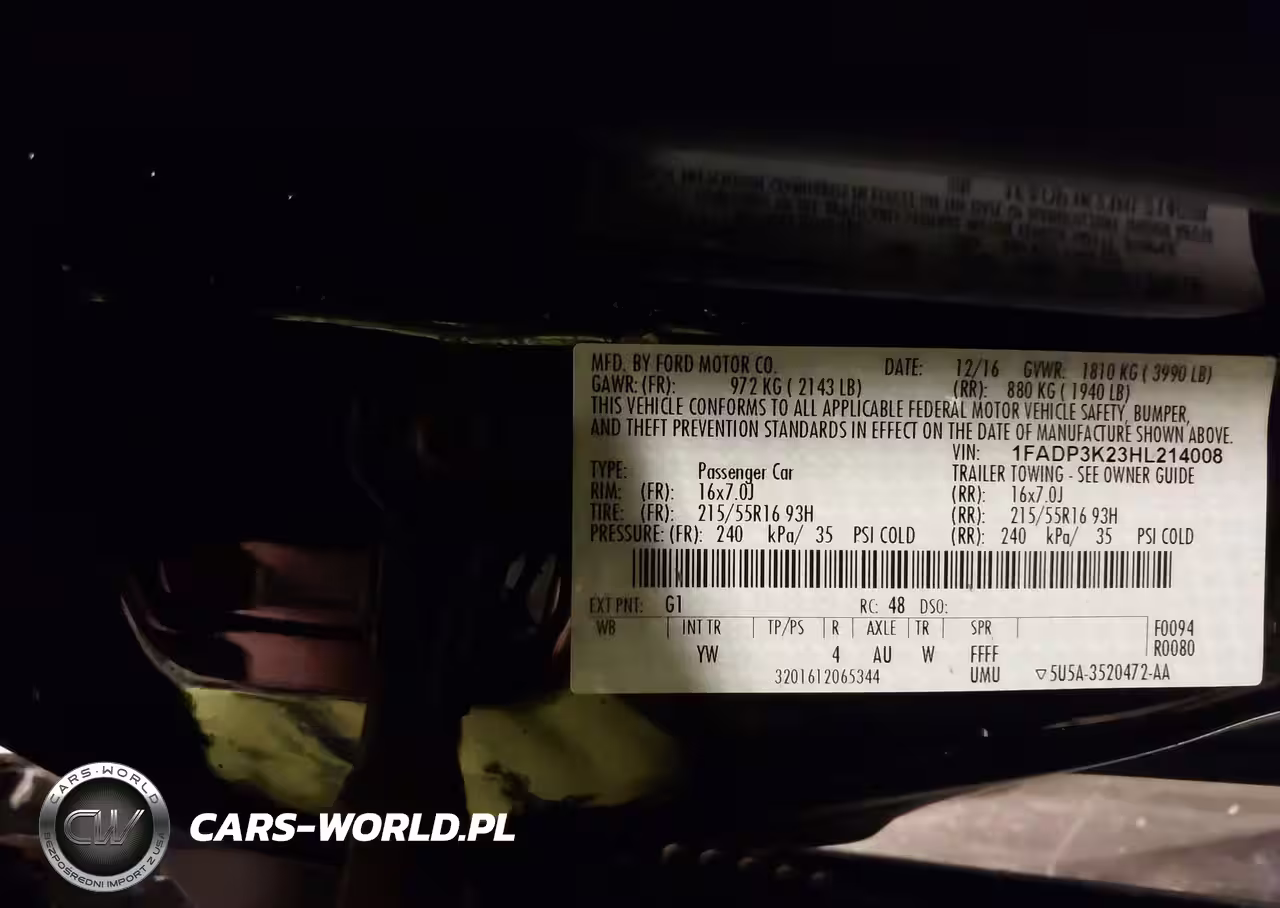 MFD. BY FORD MOTOR CO. DATE: 12/16 GVWR: 1810 KG ( 3990 LB)
GAWR: (FR): 972 KG ( 2143 LB) (RR): 880 KG ( 1940 LB)
THIS VEHICLE CONFORMS TO ALL APPLICABLE FEDERAL MOTOR VEHICLE SAFETY, BUMPER,
AND THEFT PREVENTION STANDARDS IN EFFECT ON THE DATE OF MANUFACTURE SHOWN ABOVE.
VIN: 1FADP3K23HL214008
TYPE: Passenger Car TRAILER TOWING - SEE OWNER GUIDE
RIM: (FR): 16x7.0J (RR): 16x7.0J
TIRE: (FR): 215/55R16 93H (RR): 215/55R16 93H
PRESSURE: (FR): 240 kPa/ 35 PSI COLD (RR): 240 kPa/ 35 PSI COLD
EXT PNT: G1 RC: 48 DSO:
WB INT TR TP/PS R AXLE TR SPR F0094
YW 4 AU W FFFF R0080
3201612065344 UMU ▽5U5A-3520472-AA
CARS-WORLD
CW
BEZPOŚREDNI IMPORT Z USA
CARS-WORLD.PL